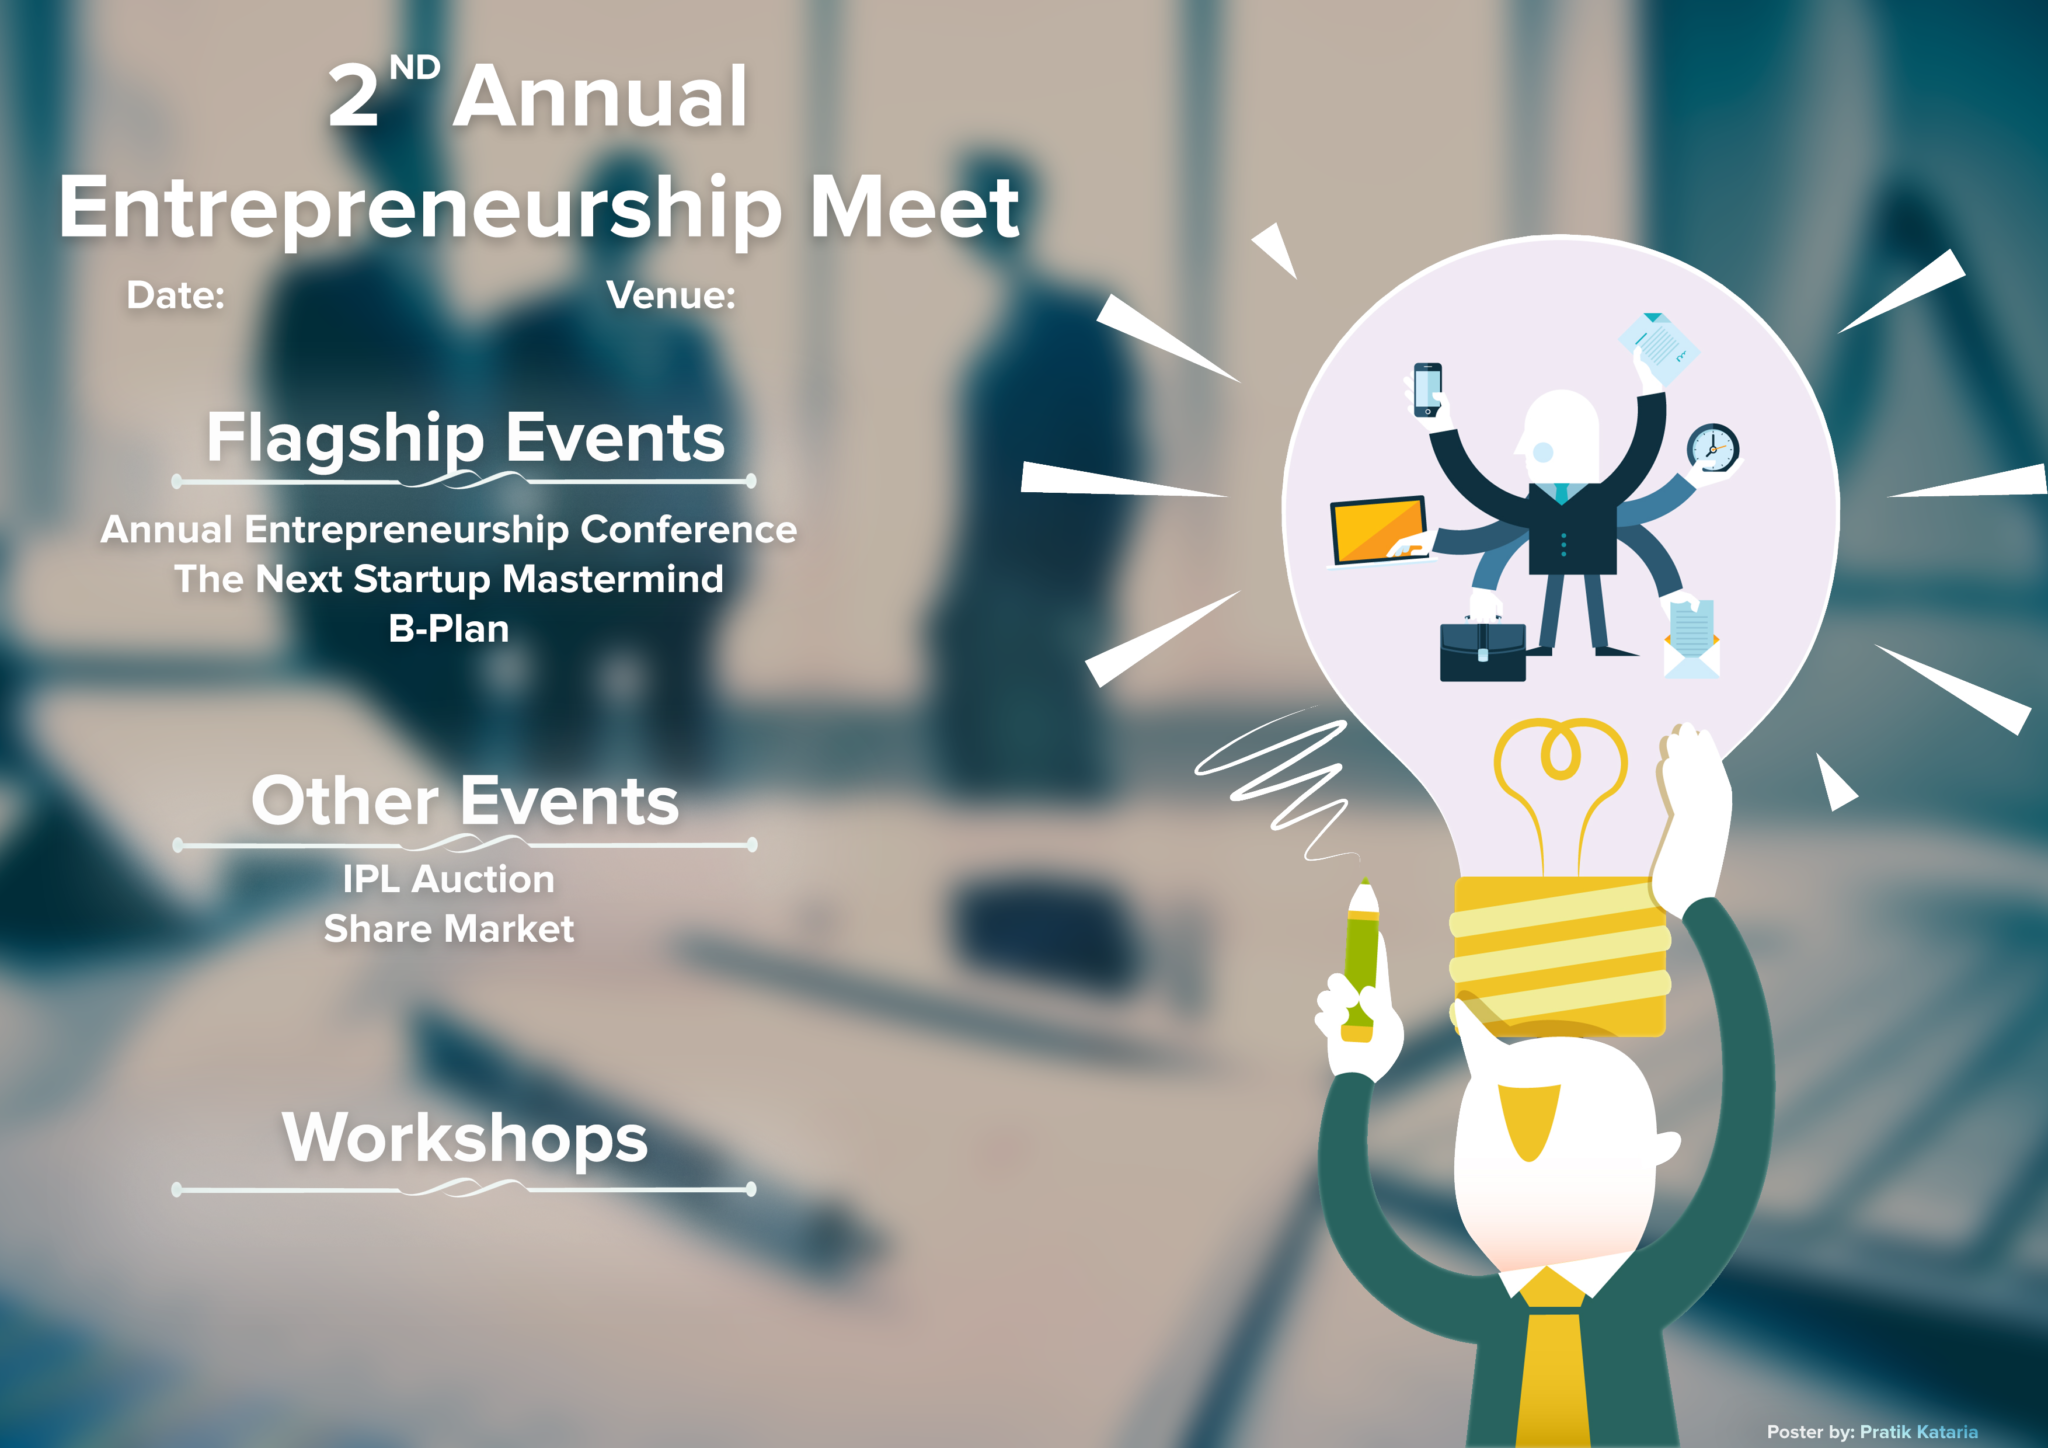 2ND Annual
Entrepreneurship Meet
Date: Venue:
Flagship Events
Annual Entrepreneurship Conference
The Next Startup Mastermind
B-Plan
Other Events
IPL Auction
Share Market
Workshops
Poster by: Pratik Kataria